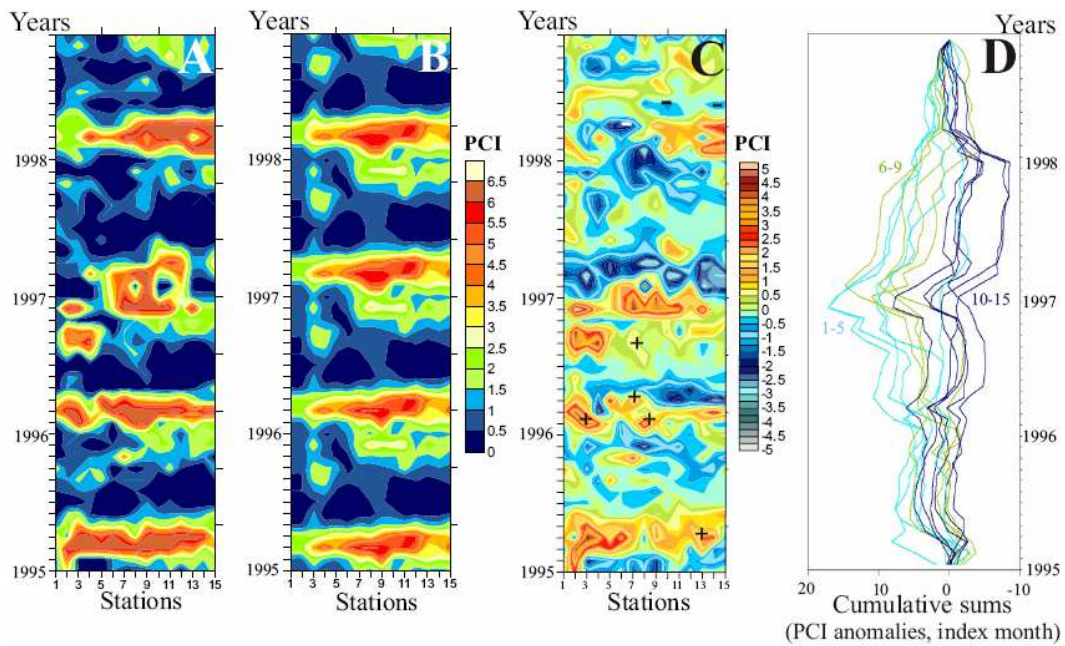 Years
A
B
Years
C
D
Years
1998
1997
1996
1995
1 3 5 7 9 11 13 15
Stations
1 3 5 7 9 11 13 15
Stations
PCI
6.5
6
5.5
5
4.5
4
3.5
3
2.5
2
1.5
1
0.5
0
1998
1997
1996
1995
1 3 5 7 9 11 13 15
Stations
PCI
5
4.5
4
3.5
3
2.5
2
1.5
1
0.5
0
-0.5
-1
-1.5
-2
-2.5
-3
-3.5
-4
-4.5
-5
6-9
10-15
1-5
1998
1997
1996
1995
20 10 0 -10
Cumulative sums
(PCI anomalies, index month)